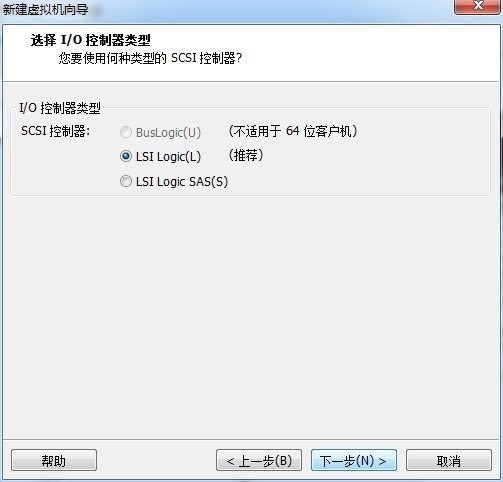 新建虚拟机向导
选择 I/O 控制器类型
您要使用何种类型的 SCSI 控制器?
I/O 控制器类型
SCSI 控制器: BusLogic(U) (不适用于 64 位客户机)
LSI Logic(L) (推荐)
LSI Logic SAS(S)
帮助 < 上一步(B) 下一步(N) > 取消